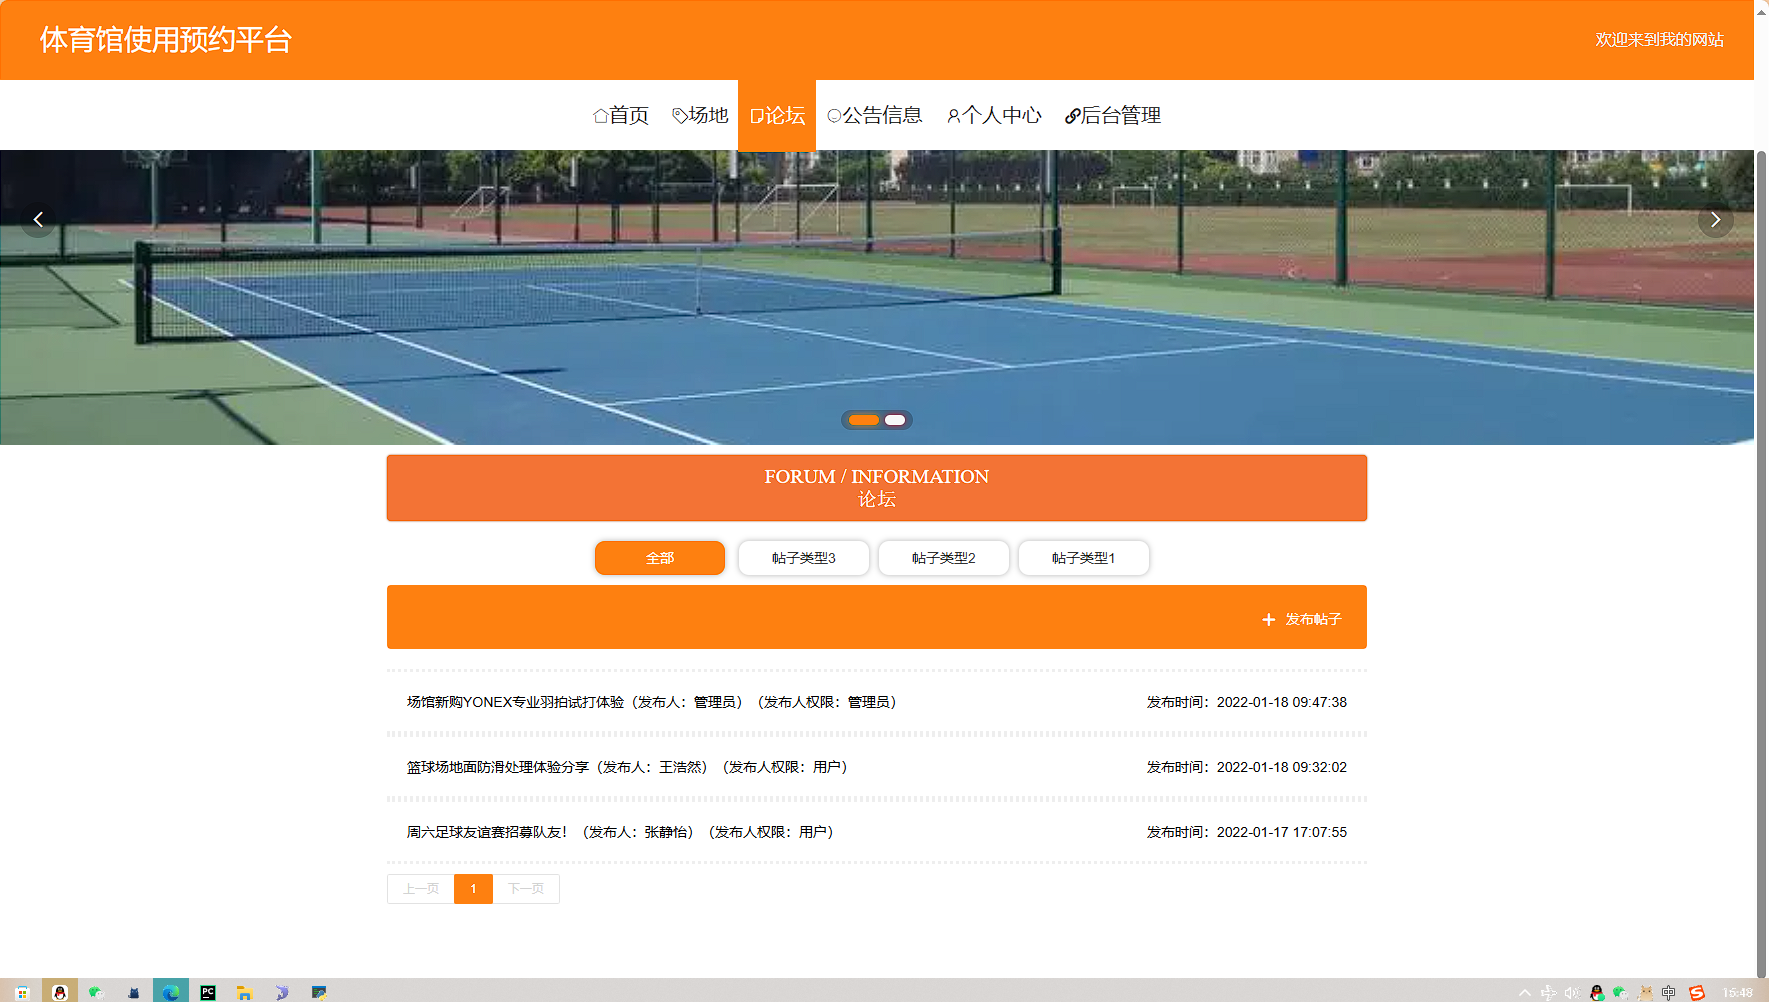 体育馆使用预约平台
欢迎来到我的网站
首页 场地 论坛 公告信息 个人中心 后台管理
FORUM / INFORMATION
论坛
全部 帖子类型3 帖子类型2 帖子类型1
发布帖子
场馆新购YONEX专业羽拍试打体验（发布人：管理员）（发布人权限：管理员） 发布时间：2022-01-18 09:47:38
篮球场地面防滑处理体验分享（发布人：王浩然）（发布人权限：用户） 发布时间：2022-01-18 09:32:02
周六足球友谊赛招募队友！（发布人：张静怡）（发布人权限：用户） 发布时间：2022-01-17 17:07:55
上一页 1 下一页
PC 中 S 15:48